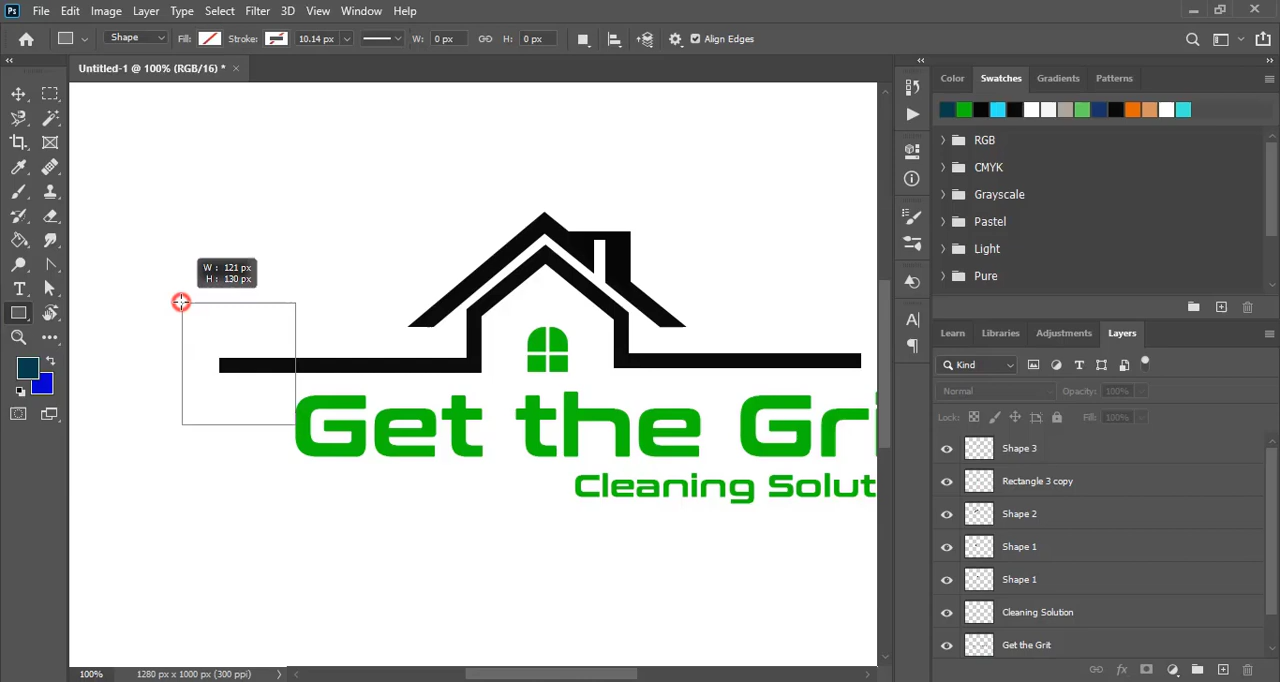 Ps File Edit Image Layer Type Select Filter 3D View Window Help
Shape Fill: Stroke: 10.14 px W: 0 px H: 0 px Align Edges
Untitled-1 @ 100% (RGB/16) * ×
Color Swatches Gradients Patterns
RGB
CMYK
Grayscale
Pastel
Light
Pure
W : 121 px
H : 130 px
Get the Gri
Cleaning Solut
Learn Libraries Adjustments Layers
Kind
Normal Opacity: 100%
Lock: Fill: 100%
Shape 3
Rectangle 3 copy
Shape 2
Shape 1
Shape 1
Cleaning Solution
Get the Grit
100% 1280 px x 1000 px (300 ppi)